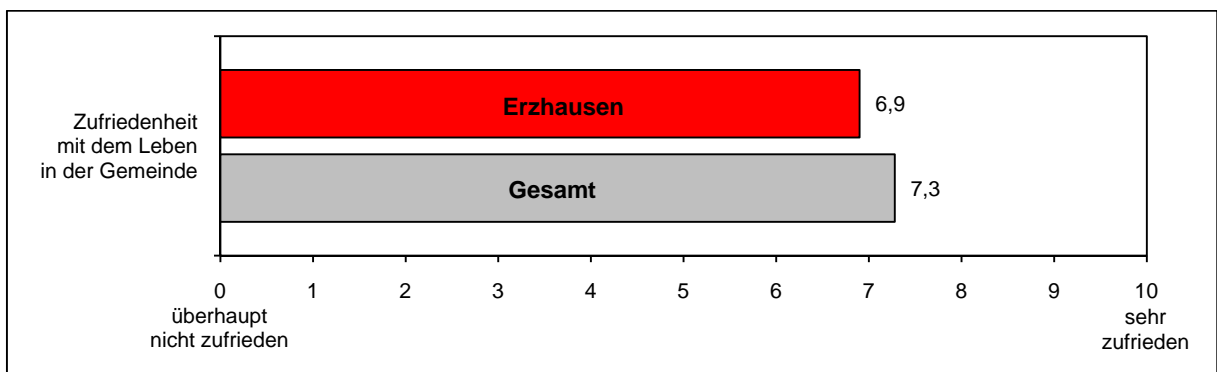 Zufriedenheit
mit dem Leben
in der Gemeinde
Erzhausen
6,9
Gesamt
7,3
0 1 2 3 4 5 6 7 8 9 10
überhaupt
nicht zufrieden
sehr
zufrieden